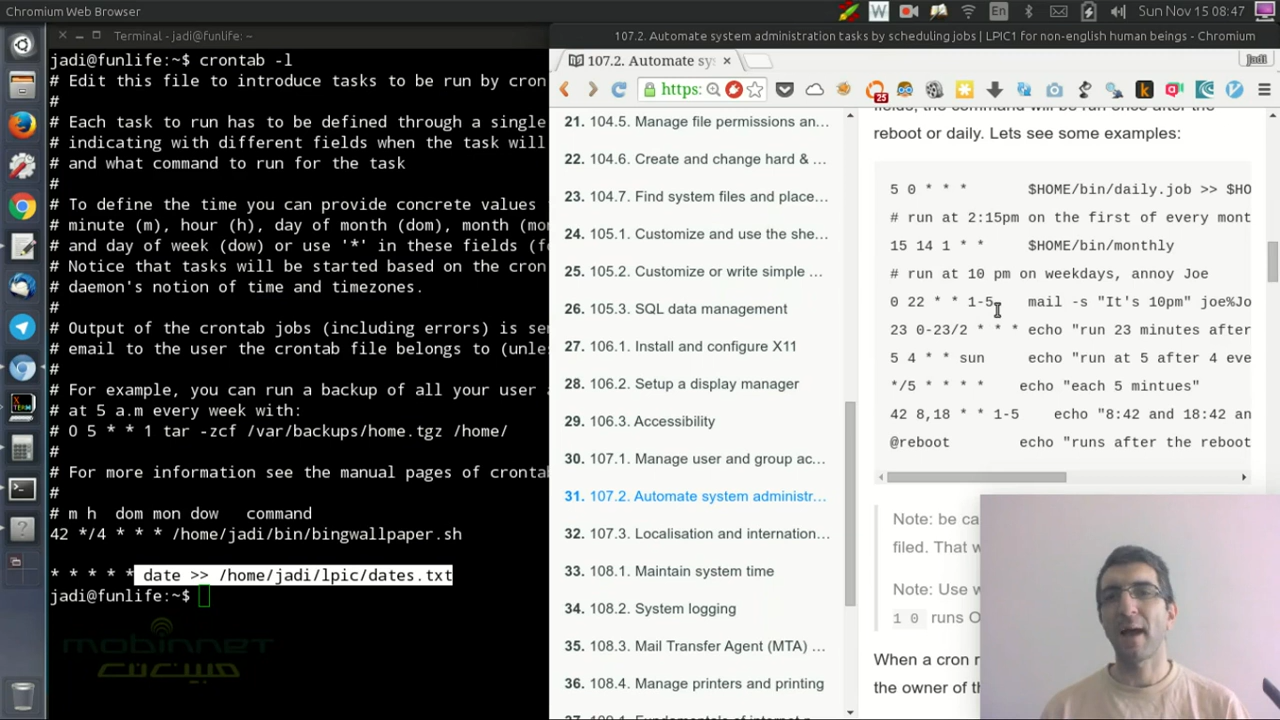 Chromium Web Browser
En
Sun Nov 15 08:47
Terminal - jadi@funlife: ~
jadi@funlife:~$ crontab -l
# Edit this file to introduce tasks to be run by cron
#
# Each task to run has to be defined through a single
# indicating with different fields when the task will
# and what command to run for the task
#
# To define the time you can provide concrete values
# minute (m), hour (h), day of month (dom), month (mo
# and day of week (dow) or use '*' in these fields (f
# Notice that tasks will be started based on the cron
# daemon's notion of time and timezones.
#
# Output of the crontab jobs (including errors) is se
# email to the user the crontab file belongs to (unle
#
# For example, you can run a backup of all your user a
# at 5 a.m every week with:
# 0 5 * * 1 tar -zcf /var/backups/home.tgz /home/
#
# For more information see the manual pages of crontab
#
# m h  dom mon dow   command
42 */4 * * * /home/jadi/bin/bingwallpaper.sh
* * * * * date >> /home/jadi/lpic/dates.txt
jadi@funlife:~$
mobinnet
مبین‌نت
107.2. Automate system administration tasks by scheduling jobs | LPIC1 for non-english human beings - Chromium
107.2. Automate sys
Jadi
https:
25
21. 104.5. Manage file permissions an...
22. 104.6. Create and change hard & ...
23. 104.7. Find system files and place...
24. 105.1. Customize and use the she...
25. 105.2. Customize or write simple ...
26. 105.3. SQL data management
27. 106.1. Install and configure X11
28. 106.2. Setup a display manager
29. 106.3. Accessibility
30. 107.1. Manage user and group ac...
31. 107.2. Automate system administr...
32. 107.3. Localisation and internation...
33. 108.1. Maintain system time
34. 108.2. System logging
35. 108.3. Mail Transfer Agent (MTA) ...
36. 108.4. Manage printers and printing
fields, the command will be run once after the
reboot or daily. Lets see some examples:
5 0 * * *       $HOME/bin/daily.job >> $HO
# run at 2:15pm on the first of every mont
15 14 1 * *     $HOME/bin/monthly
# run at 10 pm on weekdays, annoy Joe
0 22 * * 1-5    mail -s "It's 10pm" joe%Jo
23 0-23/2 * * * echo "run 23 minutes after
5 4 * * sun     echo "run at 5 after 4 eve
*/5 * * * *    echo "each 5 mintues"
42 8,18 * * 1-5    echo "8:42 and 18:42 an
@reboot        echo "runs after the reboot
Note: be ca
filed. That w
Note: Use w
1 0 runs O
When a cron r
the owner of th